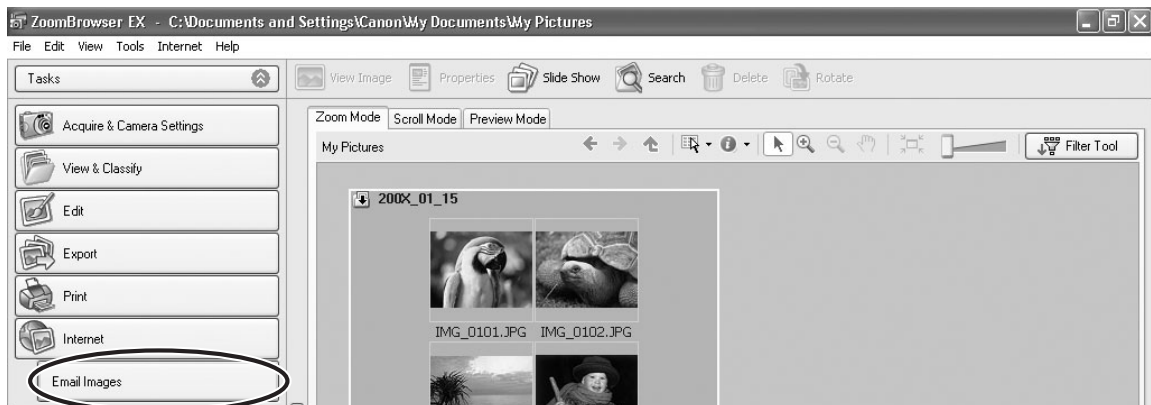 ZoomBrowser EX - C:\Documents and Settings\Canon\My Documents\My Pictures
File Edit View Tools Internet Help
Tasks
View Image Properties Slide Show Search Delete Rotate
Acquire & Camera Settings
View & Classify
Edit
Export
Print
Internet
Email Images
Zoom Mode Scroll Mode Preview Mode
My Pictures
Filter Tool
200X_01_15
IMG_0101.JPG IMG_0102.JPG